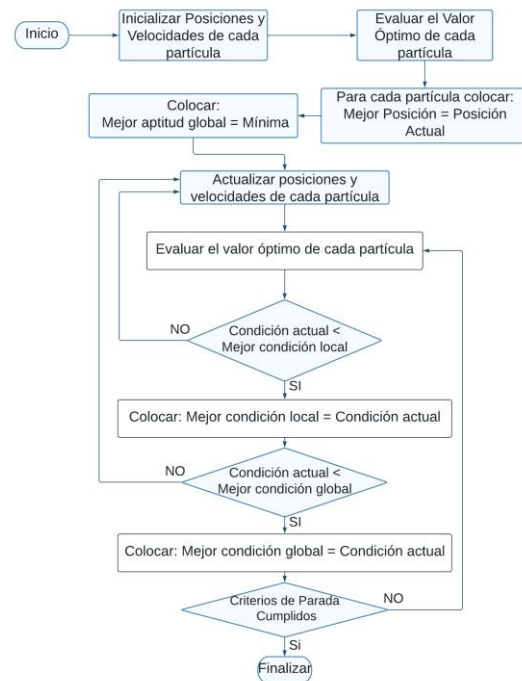 Inicio
Inicializar Posiciones y
Velocidades de cada
partícula
Evaluar el Valor
Óptimo de cada
partícula
Para cada partícula colocar:
Mejor Posición = Posición
Actual
Colocar:
Mejor aptitud global = Mínima
Actualizar posiciones y
velocidades de cada partícula
Evaluar el valor óptimo de cada partícula
Condición actual <
Mejor condición local
NO
SI
Colocar: Mejor condición local = Condición actual
Condición actual <
Mejor condición global
NO
SI
Colocar: Mejor condición global = Condición actual
Criterios de Parada
Cumplidos
NO
Si
Finalizar